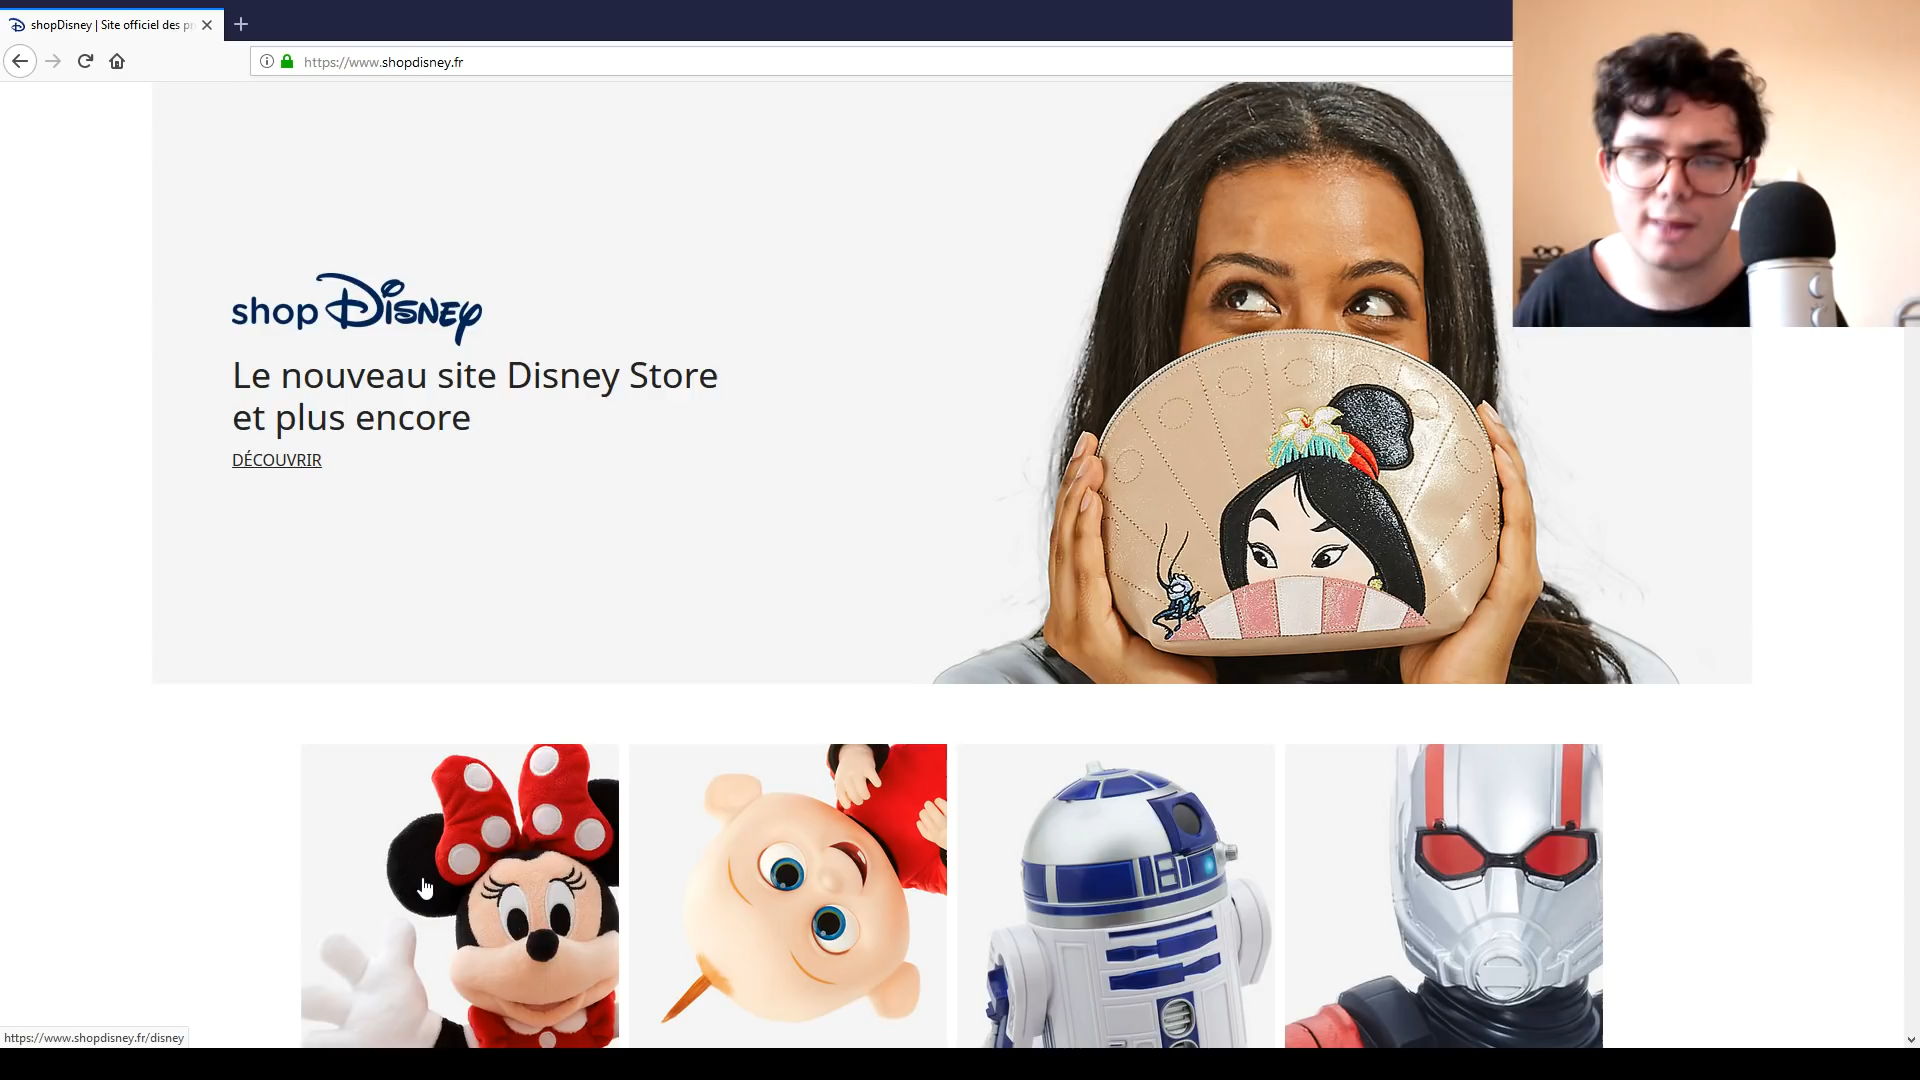 shopDisney | Site officiel des pr
https://www.shopdisney.fr
shop Disney
Le nouveau site Disney Store
et plus encore
DÉCOUVRIR
https://www.shopdisney.fr/disney